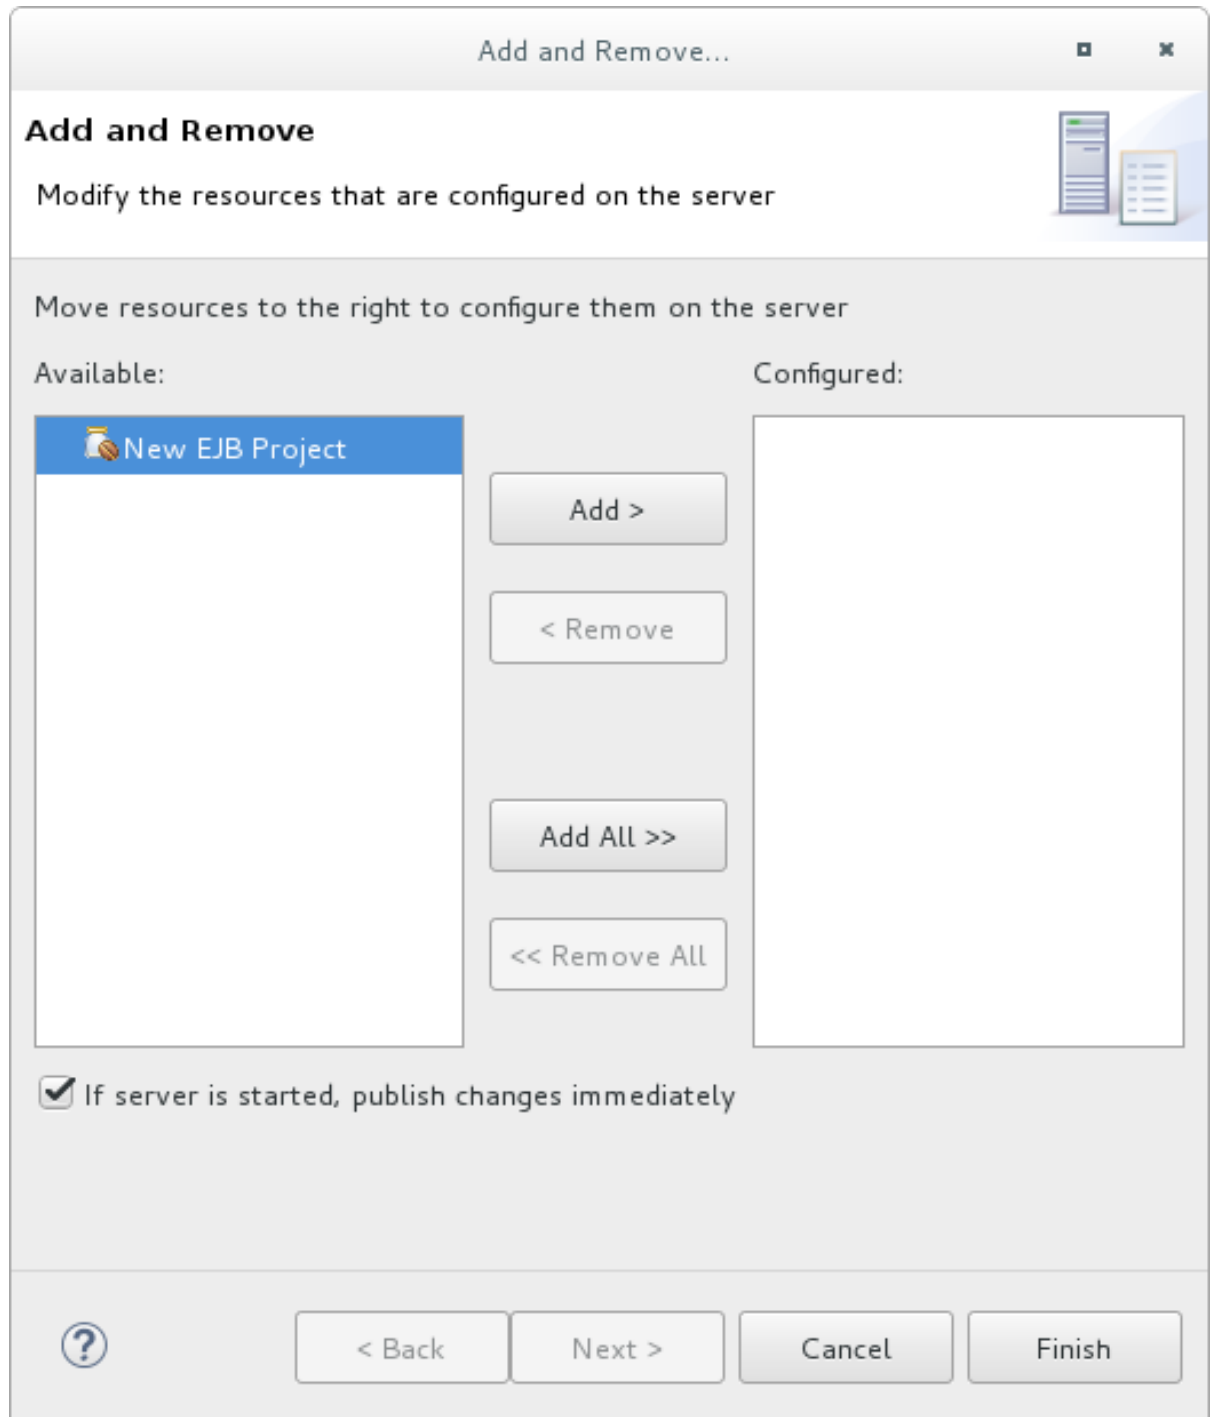 Add and Remove...
Add and Remove
Modify the resources that are configured on the server
Move resources to the right to configure them on the server
Available:
Configured:
New EJB Project
Add >
< Remove
Add All >>
<< Remove All
If server is started, publish changes immediately
?
< Back
Next >
Cancel
Finish